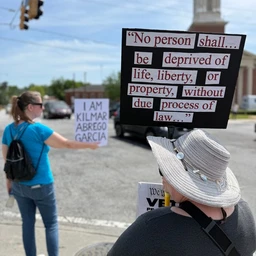 "No person shall...
be deprived of
life, liberty, or
property, without
due process of
law..."
I AM
KILMAR
ABREGO
GARCIA